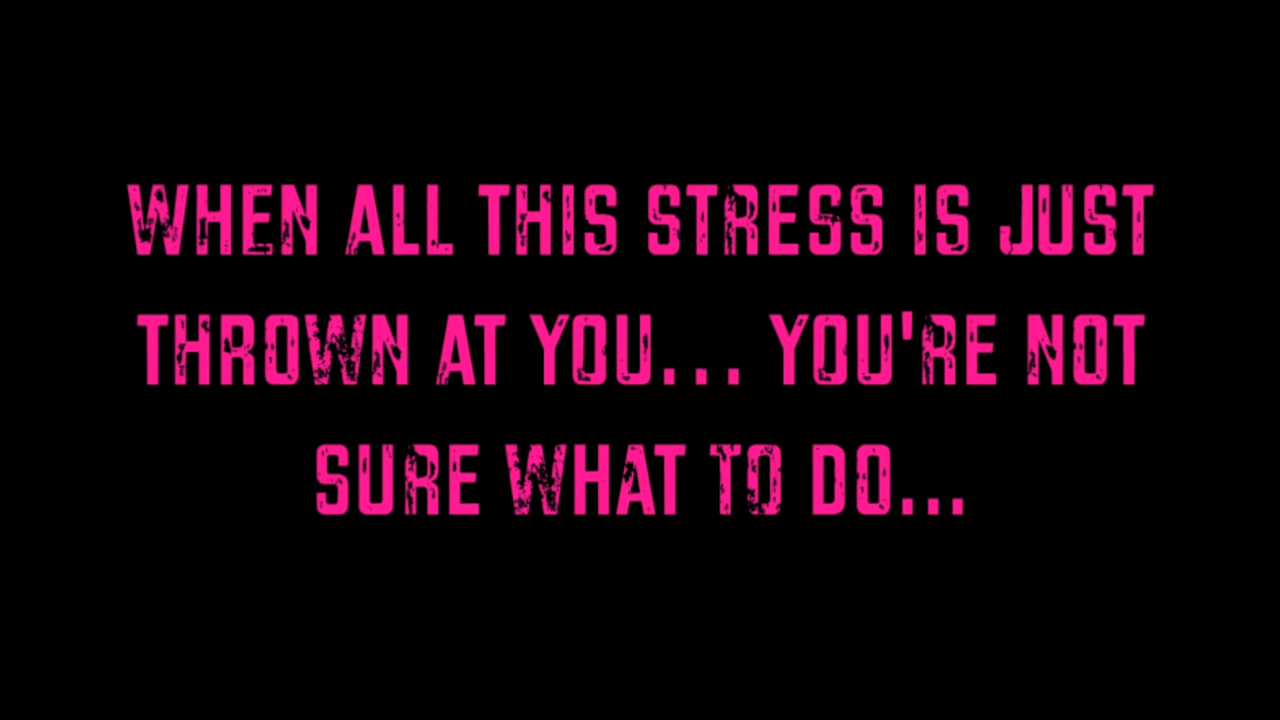 WHEN ALL THIS STRESS IS JUST
THROWN AT YOU... YOU'RE NOT
SURE WHAT TO DO...